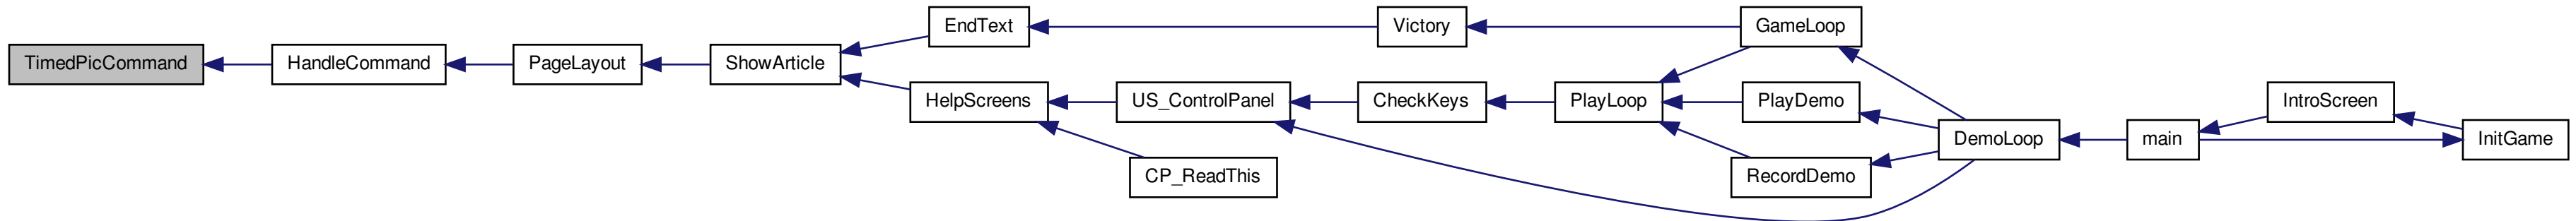 TimedPicCommand
HandleCommand
PageLayout
ShowArticle
EndText
HelpScreens
Victory
US_ControlPanel
CP_ReadThis
CheckKeys
PlayLoop
GameLoop
PlayDemo
RecordDemo
DemoLoop
main
IntroScreen
InitGame